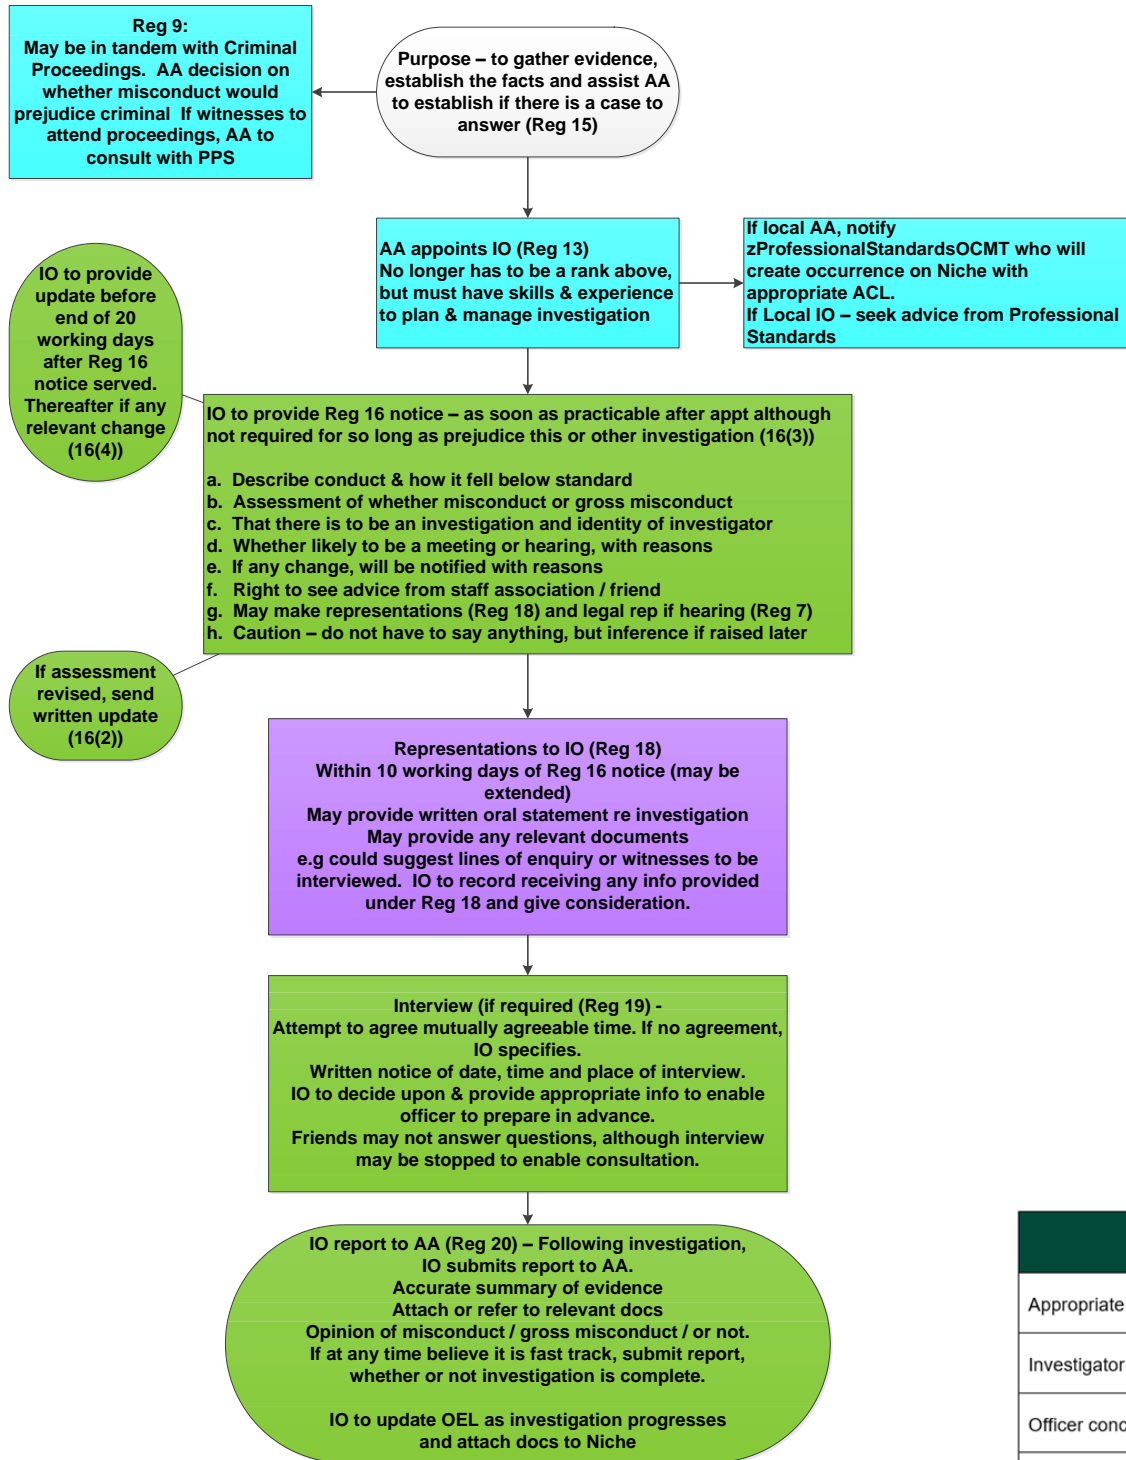 Reg 9:
May be in tandem with Criminal
Proceedings.  AA decision on
whether misconduct would
prejudice criminal  If witnesses to
attend proceedings, AA to
consult with PPS
Purpose – to gather evidence,
establish the facts and assist AA
to establish if there is a case to
answer (Reg 15)
AA appoints IO (Reg 13)
No longer has to be a rank above,
but must have skills & experience
to plan & manage investigation
If local AA, notify
zProfessionalStandardsOCMT who will
create occurrence on Niche with
appropriate ACL.
If Local IO – seek advice from Professional
Standards
IO to provide
update before
end of 20
working days
after Reg 16
notice served.
Thereafter if any
relevant change
(16(4))
IO to provide Reg 16 notice – as soon as practicable after appt although
not required for so long as prejudice this or other investigation (16(3))
a.  Describe conduct & how it fell below standard
b.  Assessment of whether misconduct or gross misconduct
c.  That there is to be an investigation and identity of investigator
d.  Whether likely to be a meeting or hearing, with reasons
e.  If any change, will be notified with reasons
f.  Right to see advice from staff association / friend
g.  May make representations (Reg 18) and legal rep if hearing (Reg 7)
h.  Caution – do not have to say anything, but inference if raised later
If assessment
revised, send
written update
(16(2))
Representations to IO (Reg 18)
Within 10 working days of Reg 16 notice (may be
extended)
May provide written oral statement re investigation
May provide any relevant documents
e.g could suggest lines of enquiry or witnesses to be
interviewed.  IO to record receiving any info provided
under Reg 18 and give consideration.
Interview (if required (Reg 19) -
Attempt to agree mutually agreeable time. If no agreement,
IO specifies.
Written notice of date, time and place of interview.
IO to decide upon & provide appropriate info to enable
officer to prepare in advance.
Friends may not answer questions, although interview
may be stopped to enable consultation.
IO report to AA (Reg 20) – Following investigation,
IO submits report to AA.
Accurate summary of evidence
Attach or refer to relevant docs
Opinion of misconduct / gross misconduct / or not.
If at any time believe it is fast track, submit report,
whether or not investigation is complete.
IO to update OEL as investigation progresses
and attach docs to Niche
Appropriate
Investigator
Officer conc